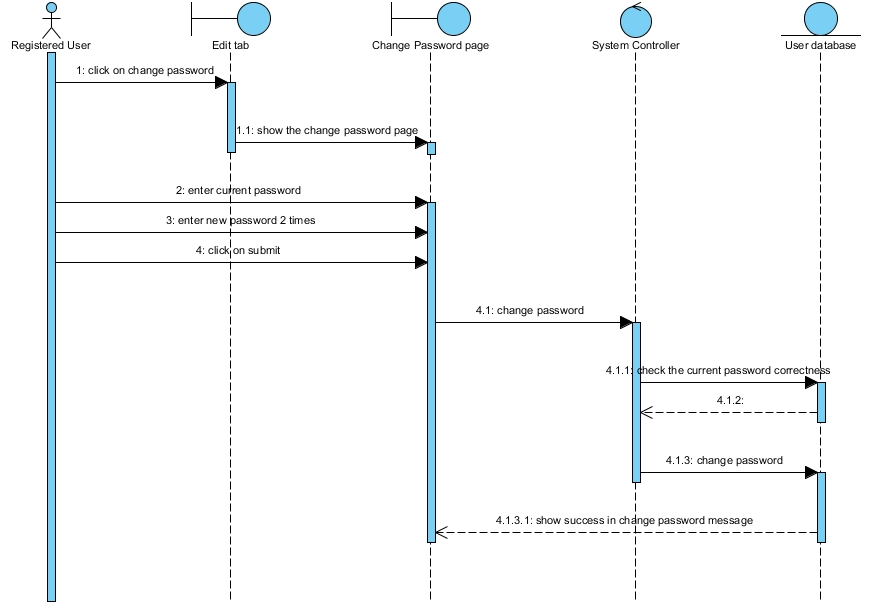 Registered User
Edit tab
Change Password page
System Controller
User database
1: click on change password
1.1: show the change password page
2: enter current password
3: enter new password 2 times
4: click on submit
4.1: change password
4.1.1: check the current password correctness
4.1.2:
4.1.3: change password
4.1.3.1: show success in change password message